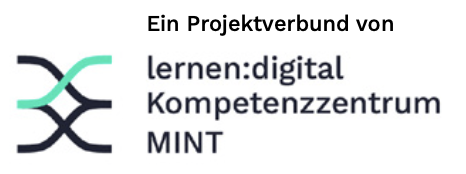 Ein Projektverbund von
lernen:digital
Kompetenzzentrum
MINT